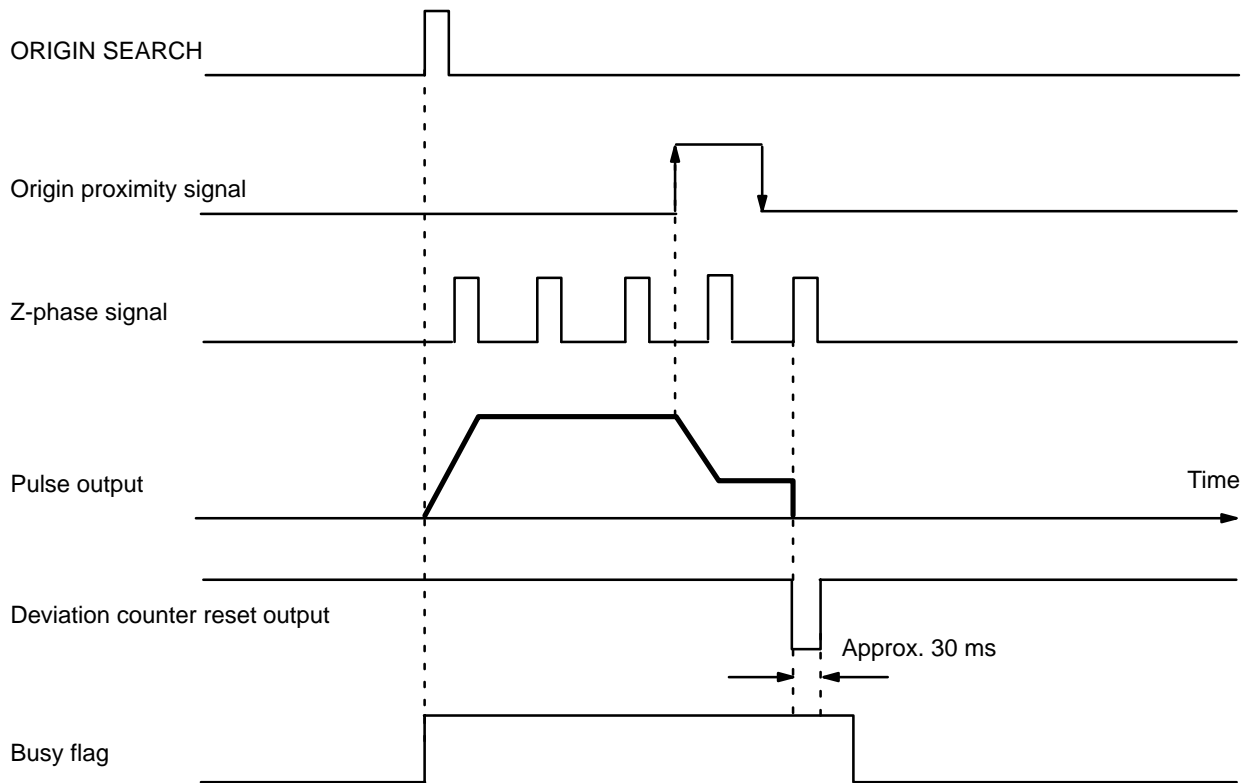 ORIGIN SEARCH
Origin proximity signal
Z-phase signal
Pulse output
Time
Deviation counter reset output
Approx. 30 ms
Busy flag